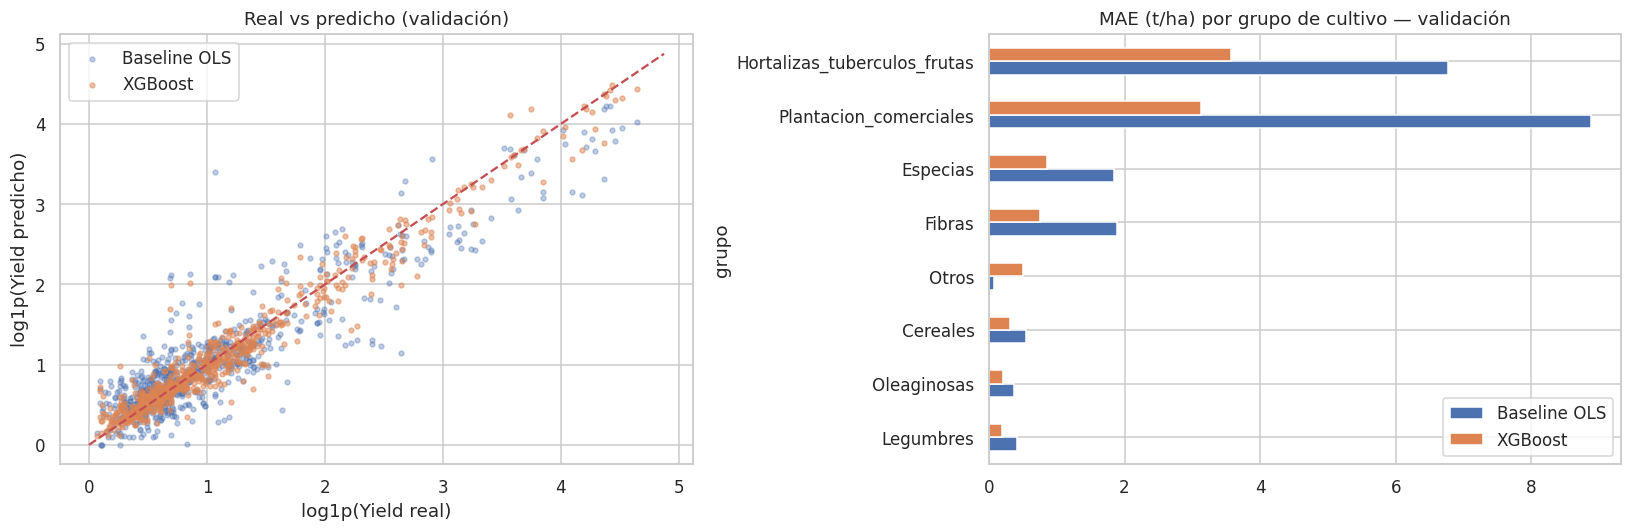 Real vs predicho (validación)
Baseline OLS
XGBoost
log1p(Yield predicho)
5
4
3
2
1
0
0 1 2 3 4 5
log1p(Yield real)
MAE (t/ha) por grupo de cultivo — validación
grupo
Hortalizas_tuberculos_frutas
Plantacion_comerciales
Especias
Fibras
Otros
Cereales
Oleaginosas
Legumbres
Baseline OLS
XGBoost
0 2 4 6 8